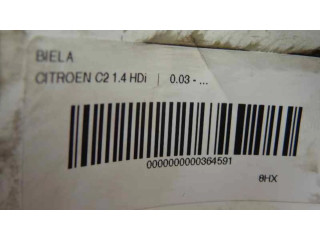 BIELA
CITROEN C2 1.4 HDi | 0.03 - ...
0000000000364591
8HX